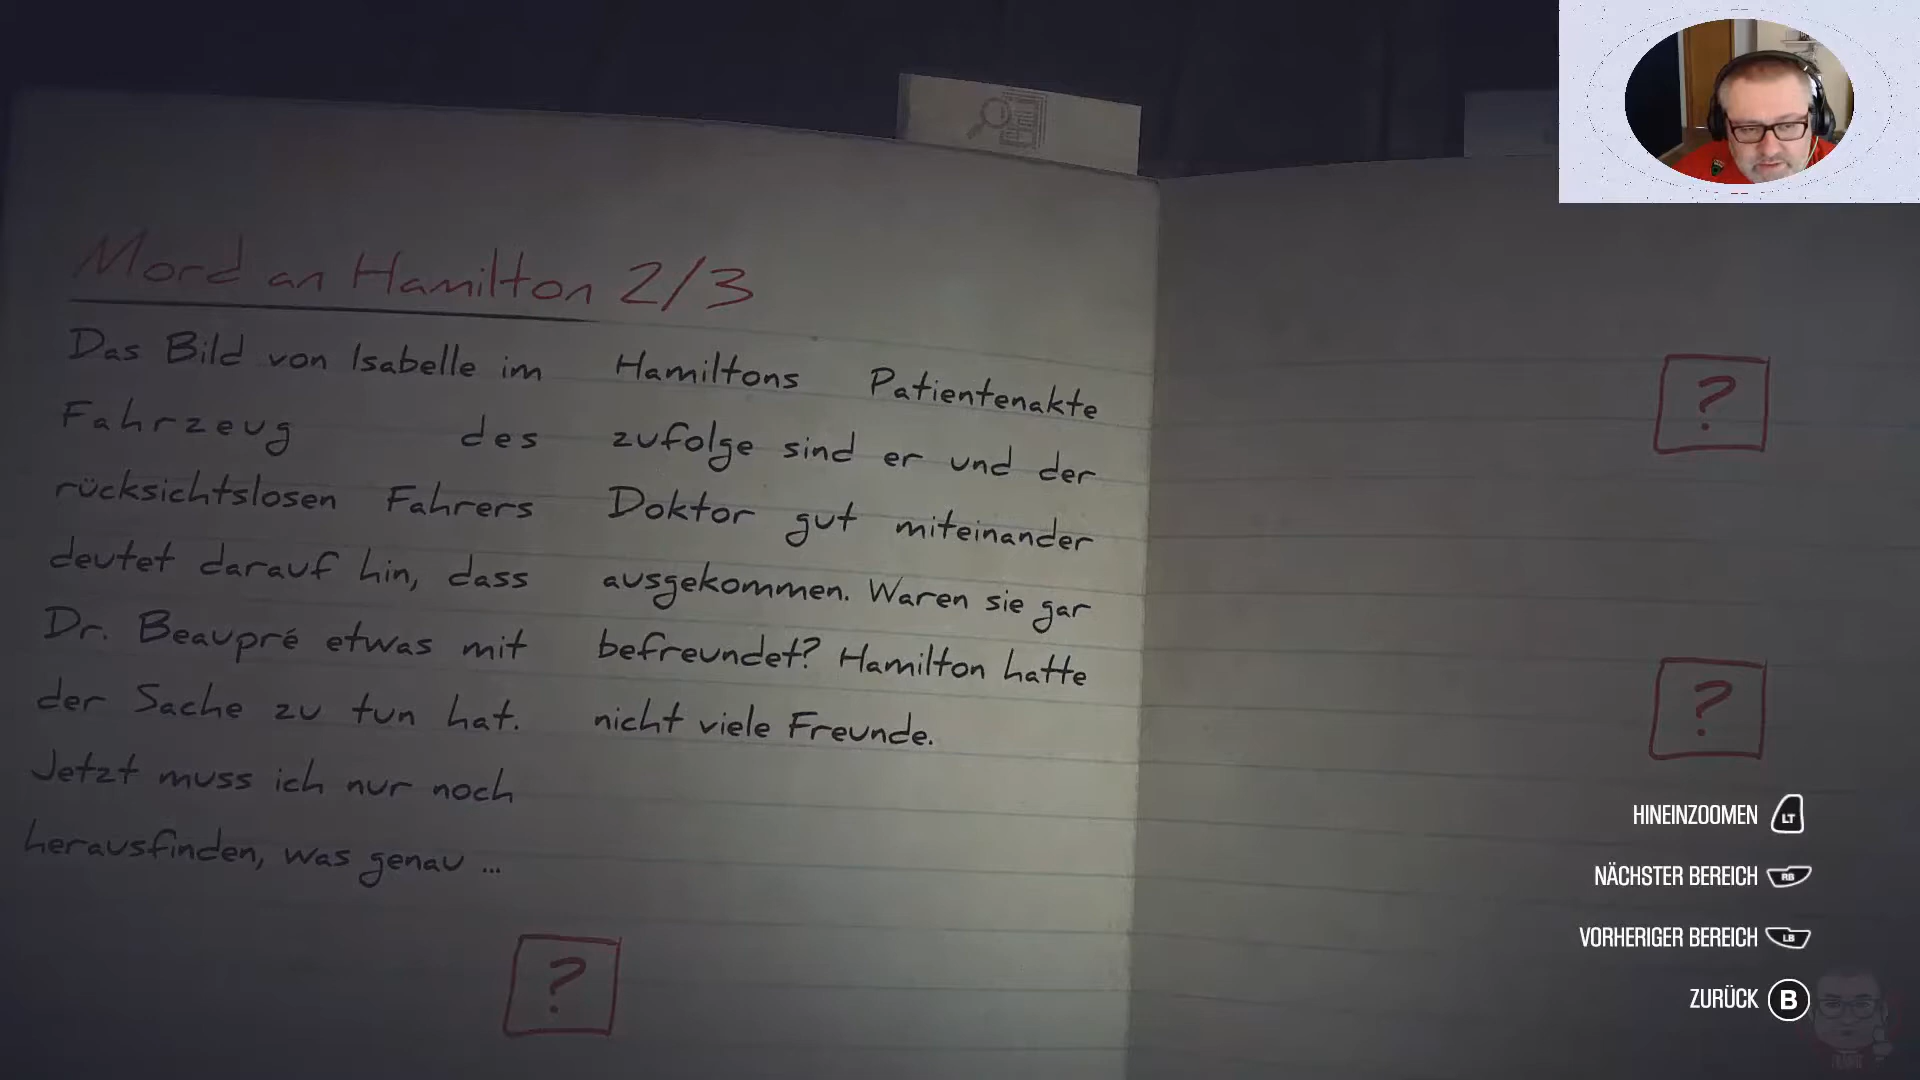 Mord an Hamilton 2/3
Das Bild von Isabelle im
Fahrzeug des
rücksichtslosen Fahrers
deutet darauf hin, dass
Dr. Beaupré etwas mit
der Sache zu tun hat.
Jetzt muss ich nur noch
herausfinden, was genau ...
Hamiltons Patientenakte
zufolge sind er und der
Doktor gut miteinander
ausgekommen. Waren sie gar
befreundet? Hamilton hatte
nicht viele Freunde.
?
?
?
HINEINZOOMEN LT
NÄCHSTER BEREICH RB
VORHERIGER BEREICH LB
ZURÜCK B